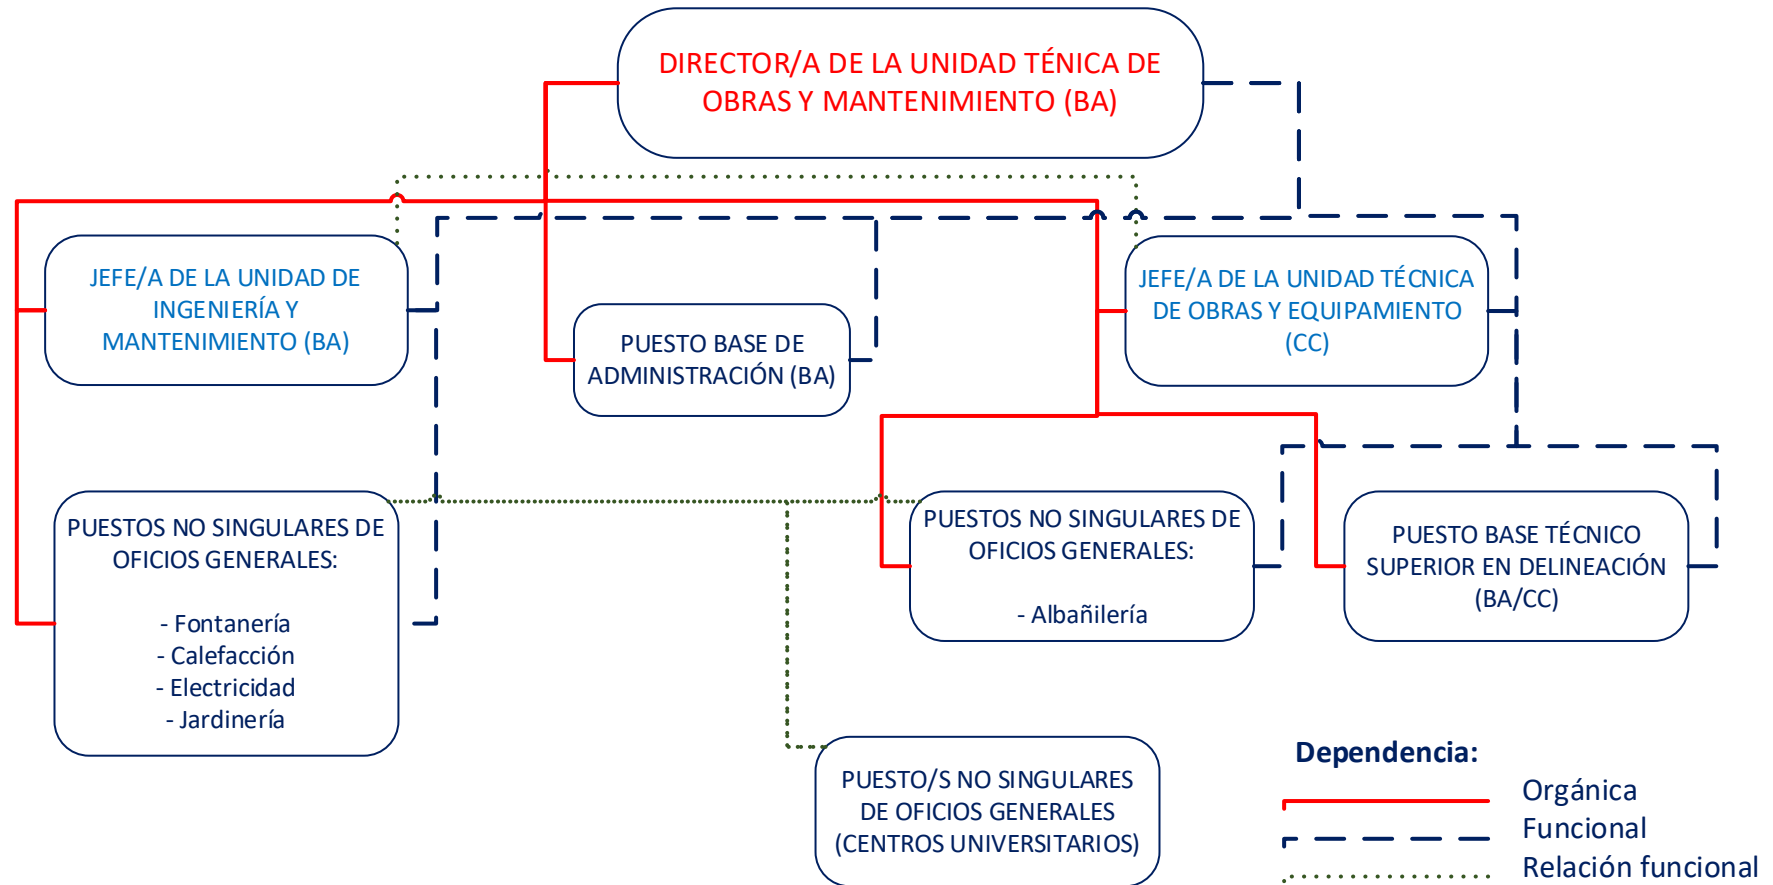 DIRECTOR/A DE LA UNIDAD TÉNICA DE
OBRAS Y MANTENIMIENTO (BA)
JEFE/A DE LA UNIDAD DE
INGENIERÍA Y
MANTENIMIENTO (BA)
PUESTO BASE DE
ADMINISTRACIÓN (BA)
JEFE/A DE LA UNIDAD TÉCNICA
DE OBRAS Y EQUIPAMIENTO
(CC)
PUESTOS NO SINGULARES DE
OFICIOS GENERALES:
- Fontanería
- Calefacción
- Electricidad
- Jardinería
PUESTOS NO SINGULARES DE
OFICIOS GENERALES:
- Albañilería
PUESTO BASE TÉCNICO
SUPERIOR EN DELINEACIÓN
(BA/CC)
PUESTO/S NO SINGULARES
DE OFICIOS GENERALES
(CENTROS UNIVERSITARIOS)
Dependencia:
Orgánica
Funcional
Relación funcional